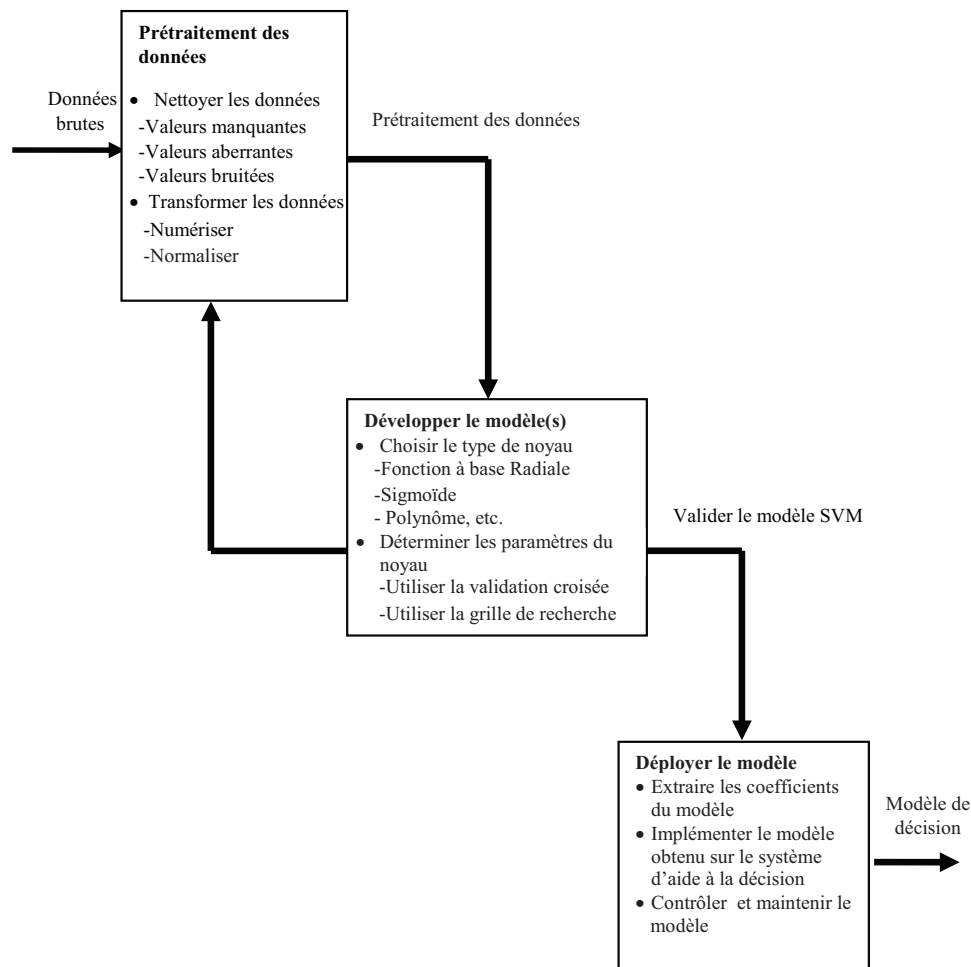 Prétraitement des
données
Données
brutes
• Nettoyer les données
-Valeurs manquantes
-Valeurs aberrantes
-Valeurs bruitées
• Transformer les données
-Numériser
-Normaliser
Prétraitement des données
Développer le modèle(s)
• Choisir le type de noyau
-Fonction à base Radiale
-Sigmoïde
- Polynôme, etc.
• Déterminer les paramètres du
noyau
-Utiliser la validation croisée
-Utiliser la grille de recherche
Valider le modèle SVM
Déployer le modèle
• Extraire les coefficients
du modèle
• Implémenter le modèle
obtenu sur le système
d’aide à la décision
• Contrôler et maintenir le
modèle
Modèle de
décision